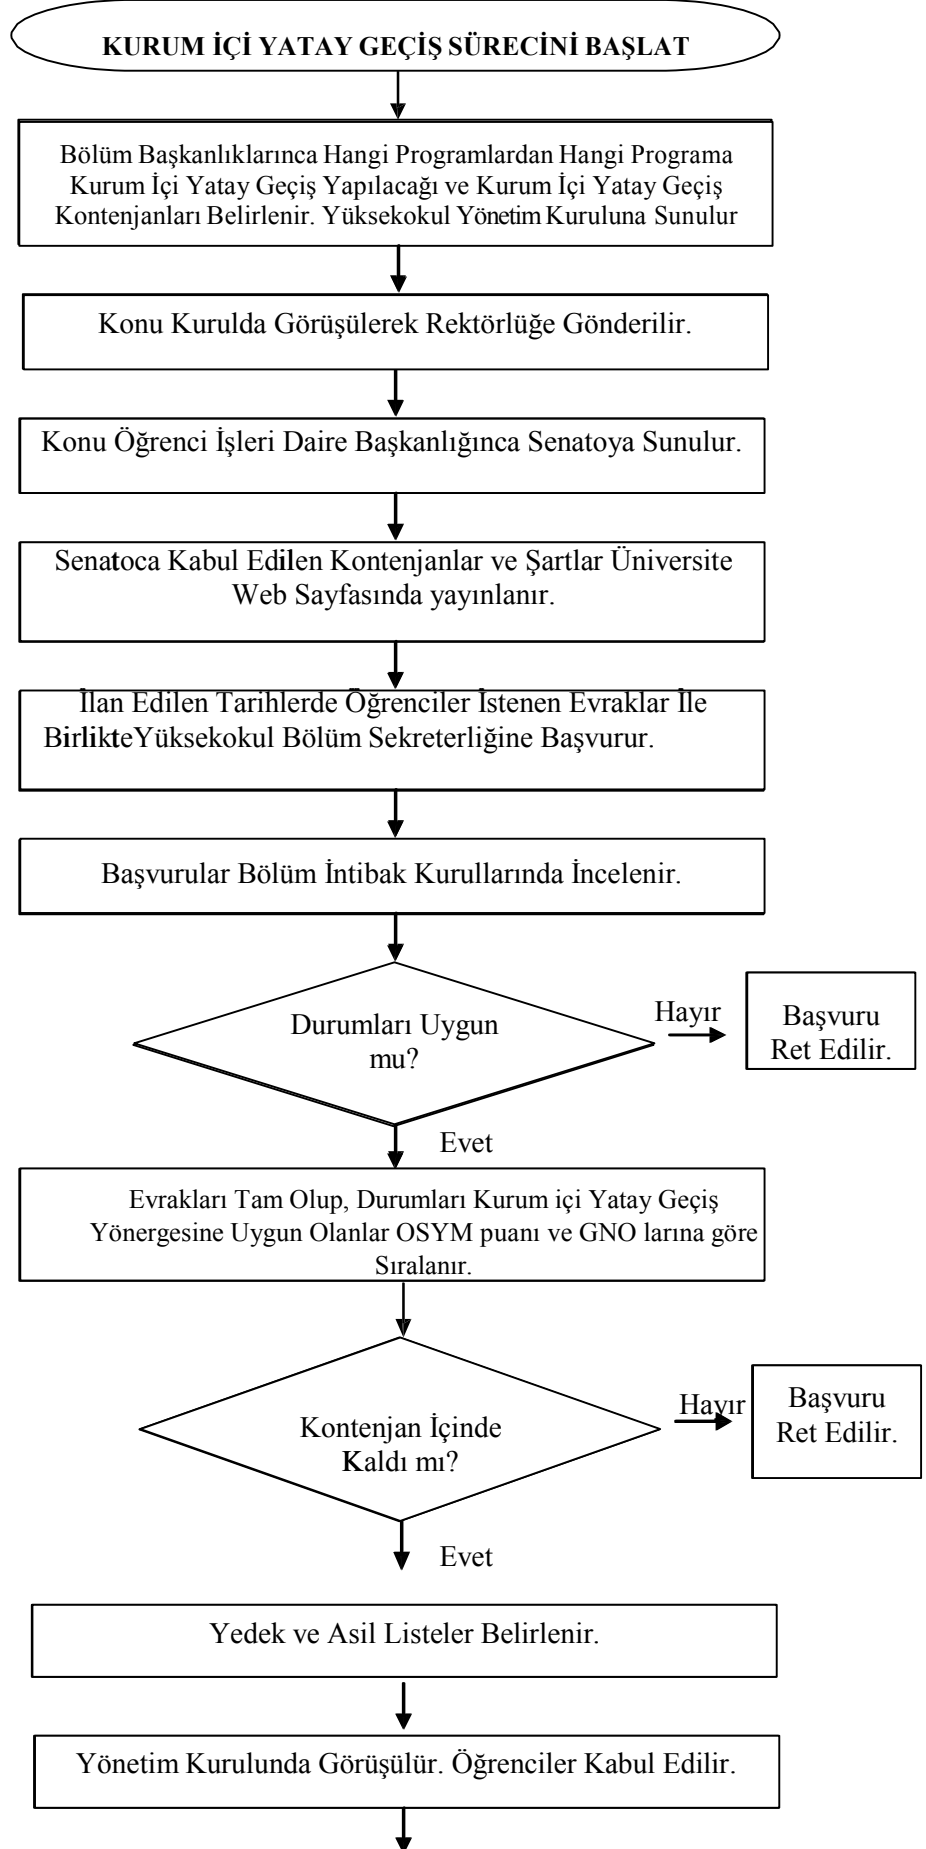 KURUM İÇİ YATAY GEÇİŞ SÜRECİNİ BAŞLAT
Bölüm Başkanlıklarınca Hangi Programlardan Hangi Programa
Kurum İçi Yatay Geçiş Yapılacağı ve Kurum İçi Yatay Geçiş
Kontenjanları Belirlenir. Yüksekokul Yönetim Kuruluna Sunulur
Konu Kurulda Görüşülerek Rektörlüğe Gönderilir.
Konu Öğrenci İşleri Daire Başkanlığınca Senatoya Sunulur.
Senatoca Kabul Edilen Kontenjanlar ve Şartlar Üniversite
Web Sayfasında yayınlanır.
İlan Edilen Tarihlerde Öğrenciler İstenen Evraklar İle
BirlikteYüksekokul Bölüm Sekreterliğine Başvurur.
Başvurular Bölüm İntibak Kurullarında İncelenir.
Durumları Uygun
mu?
Hayır
Başvuru
Ret Edilir.
Evet
Evrakları Tam Olup, Durumları Kurum içi Yatay Geçiş
Yönergesine Uygun Olanlar OSYM puanı ve GNO larına göre
Sıralanır.
Kontenjan İçinde
Kaldı mı?
Hayır
Başvuru
Ret Edilir.
Evet
Yedek ve Asil Listeler Belirlenir.
Yönetim Kurulunda Görüşülür. Öğrenciler Kabul Edilir.